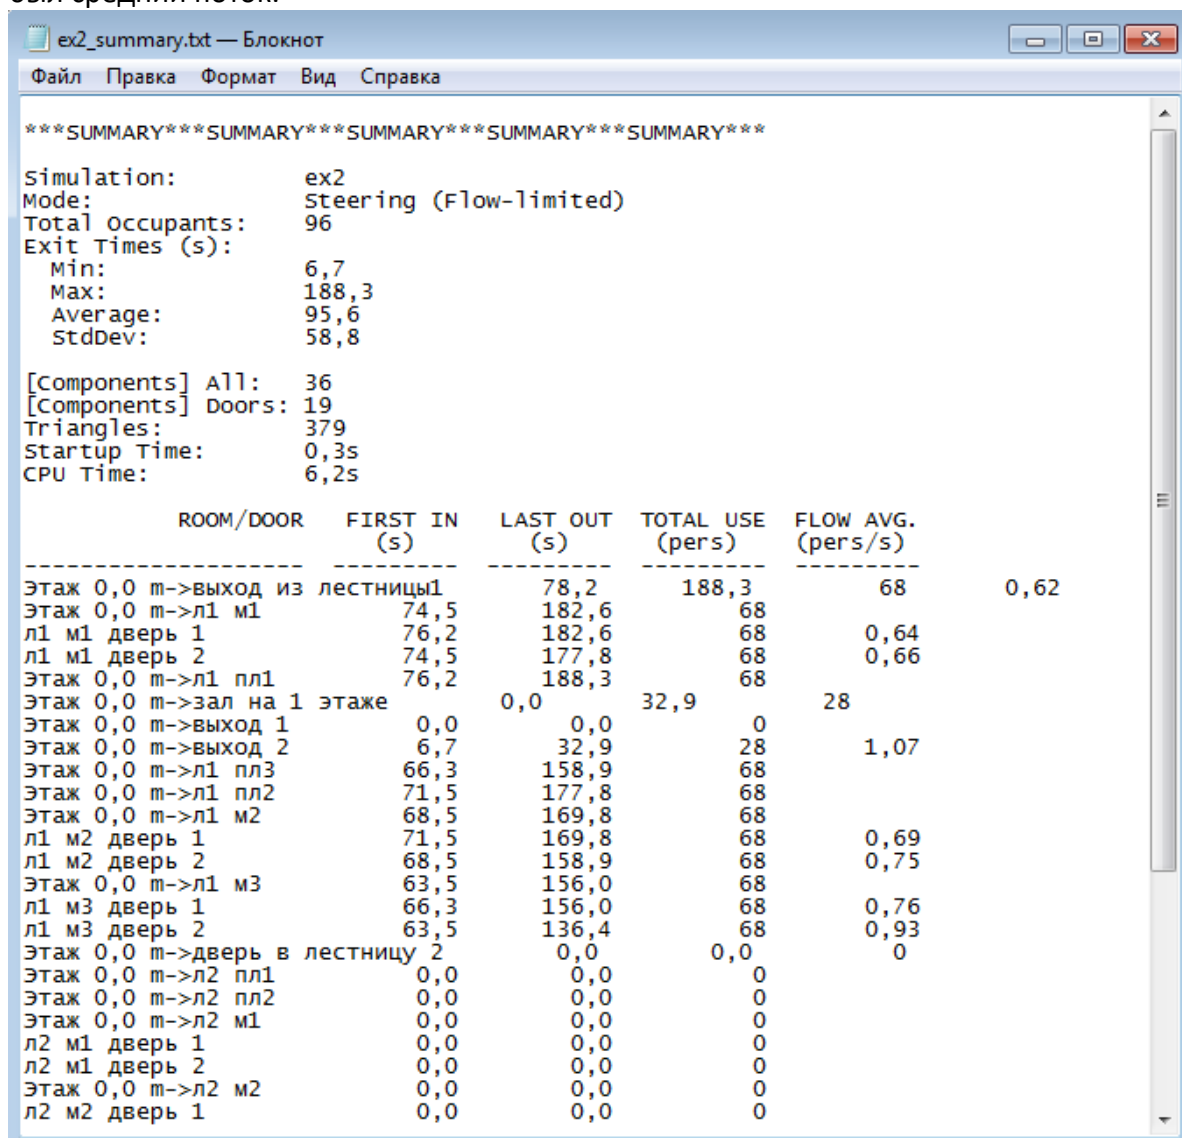 был средний поток.
ex2_summary.txt — Блокнот
Файл Правка Формат Вид Справка
***SUMMARY***SUMMARY***SUMMARY***SUMMARY***SUMMARY***
Simulation: ex2
Mode: Steering (Flow-limited)
Total Occupants: 96
Exit Times (s):
Min: 6,7
Max: 188,3
Average: 95,6
StdDev: 58,8
[Components] All: 36
[Components] Doors: 19
Triangles: 379
Startup Time: 0,3s
CPU Time: 6,2s
ROOM/DOOR FIRST IN LAST OUT TOTAL USE FLOW AVG.
(s) (s) (pers) (pers/s)
-------------------- --------- --------- --------- ---------
Этаж 0,0 m->выход из лестницы1 78,2 188,3 68 0,62
Этаж 0,0 m->л1 м1 74,5 182,6 68
л1 м1 дверь 1 76,2 182,6 68 0,64
л1 м1 дверь 2 74,5 177,8 68 0,66
Этаж 0,0 m->л1 пл1 76,2 188,3 68
Этаж 0,0 m->зал на 1 этаже 0,0 32,9 28
Этаж 0,0 m->выход 1 0,0 0,0 0
Этаж 0,0 m->выход 2 6,7 32,9 28 1,07
Этаж 0,0 m->л1 пл3 66,3 158,9 68
Этаж 0,0 m->л1 пл2 71,5 177,8 68
Этаж 0,0 m->л1 м2 68,5 169,8 68
л1 м2 дверь 1 71,5 169,8 68 0,69
л1 м2 дверь 2 68,5 158,9 68 0,75
Этаж 0,0 m->л1 м3 63,5 156,0 68
л1 м3 дверь 1 66,3 156,0 68 0,76
л1 м3 дверь 2 63,5 136,4 68 0,93
Этаж 0,0 m->дверь в лестницу 2 0,0 0,0 0
Этаж 0,0 m->л2 пл1 0,0 0,0 0
Этаж 0,0 m->л2 пл2 0,0 0,0 0
Этаж 0,0 m->л2 м1 0,0 0,0 0
л2 м1 дверь 1 0,0 0,0 0
л2 м1 дверь 2 0,0 0,0 0
Этаж 0,0 m->л2 м2 0,0 0,0 0
л2 м2 дверь 1 0,0 0,0 0